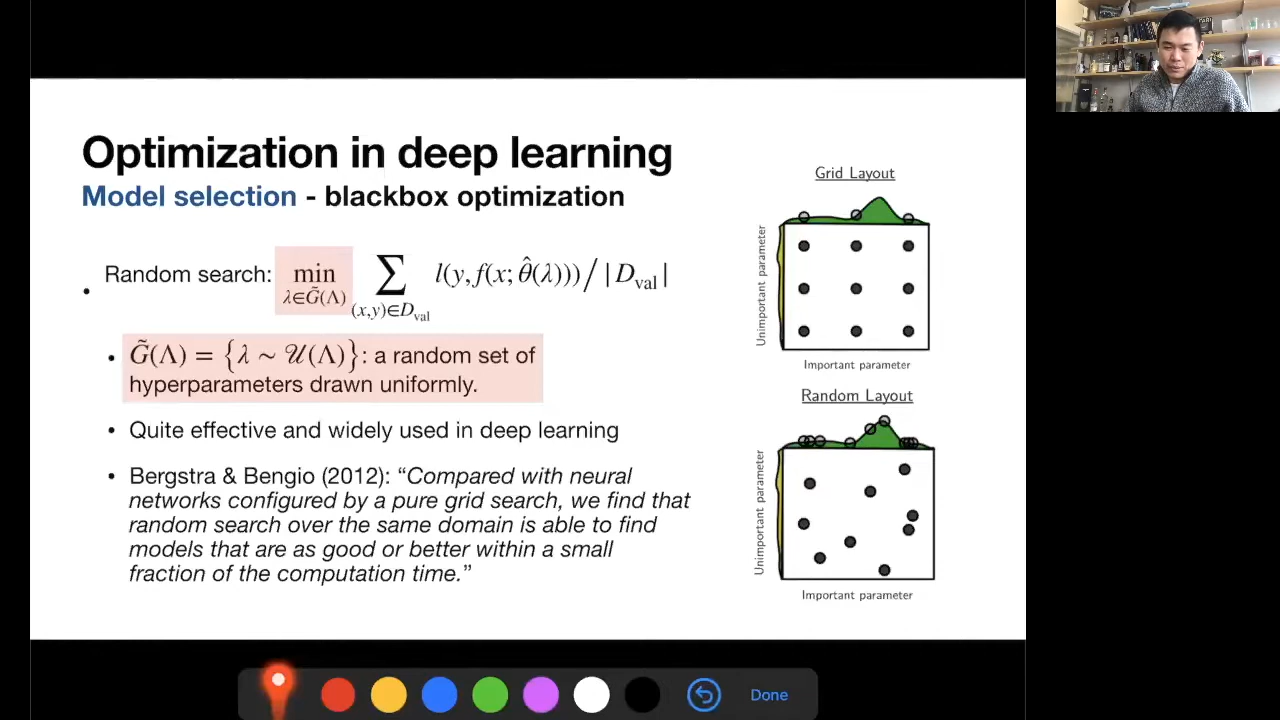 Optimization in deep learning
Model selection - blackbox optimization
• Random search: min λ∈G̃(Λ) ∑ (x,y)∈D_val l(y, f(x; θ̂(λ)))/|D_val|
• G̃(Λ) = {λ ∼ 𝒰(Λ)}: a random set of
hyperparameters drawn uniformly.
• Quite effective and widely used in deep learning
• Bergstra & Bengio (2012): “Compared with neural
networks configured by a pure grid search, we find that
random search over the same domain is able to find
models that are as good or better within a small
fraction of the computation time.”
Grid Layout
Unimportant parameter
Important parameter
Random Layout
Unimportant parameter
Important parameter
Done